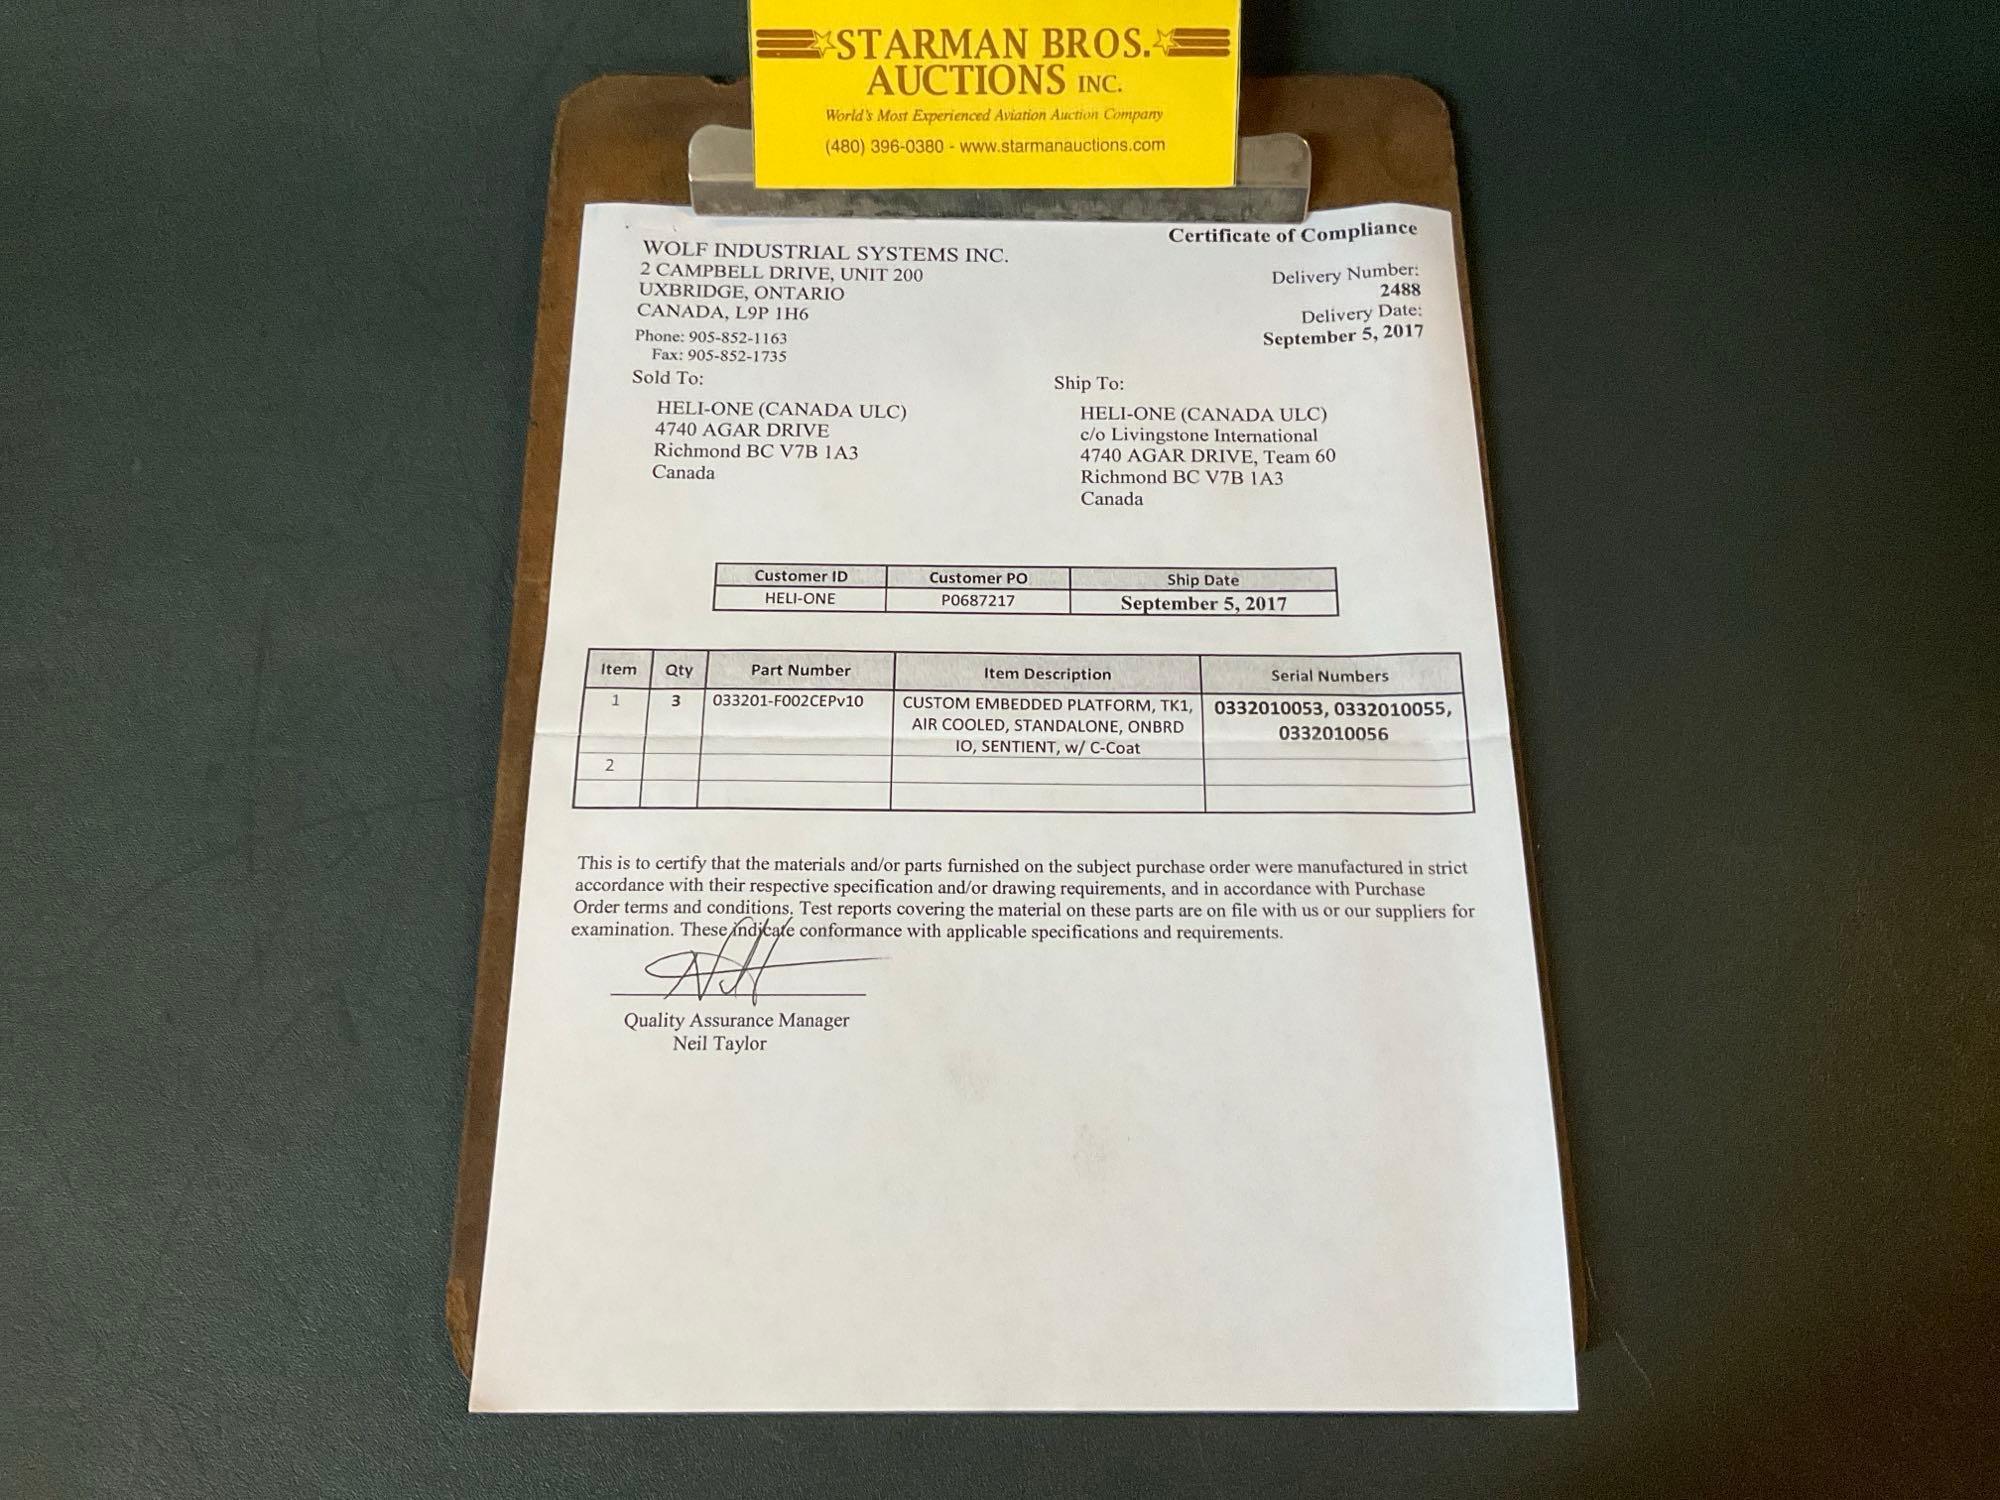 STARMAN BROS.
AUCTIONS INC.
World's Most Experienced Aviation Auction Company
(480) 396-0380 - www.starmanauctions.com
Certificate of Compliance
WOLF INDUSTRIAL SYSTEMS INC.
2 CAMPBELL DRIVE, UNIT 200
UXBRIDGE, ONTARIO
CANADA, L9P 1H6
Phone: 905-852-1163
Fax: 905-852-1735
Delivery Number:
2488
Delivery Date:
September 5, 2017
Sold To:
HELI-ONE (CANADA ULC)
4740 AGAR DRIVE
Richmond BC V7B 1A3
Canada
Ship To:
HELI-ONE (CANADA ULC)
c/o Livingstone International
4740 AGAR DRIVE, Team 60
Richmond BC V7B 1A3
Canada
Customer ID Customer PO Ship Date
HELI-ONE P0687217 September 5, 2017
Item Qty Part Number Item Description Serial Numbers
1 3 033201-F002CEPv10 CUSTOM EMBEDDED PLATFORM, TK1, 0332010053, 0332010055,
AIR COOLED, STANDALONE, ONBRD 0332010056
IO, SENTIENT, w/ C-Coat
2
This is to certify that the materials and/or parts furnished on the subject purchase order were manufactured in strict
accordance with their respective specification and/or drawing requirements, and in accordance with Purchase
Order terms and conditions. Test reports covering the material on these parts are on file with us or our suppliers for
examination. These indicate conformance with applicable specifications and requirements.
Quality Assurance Manager
Neil Taylor